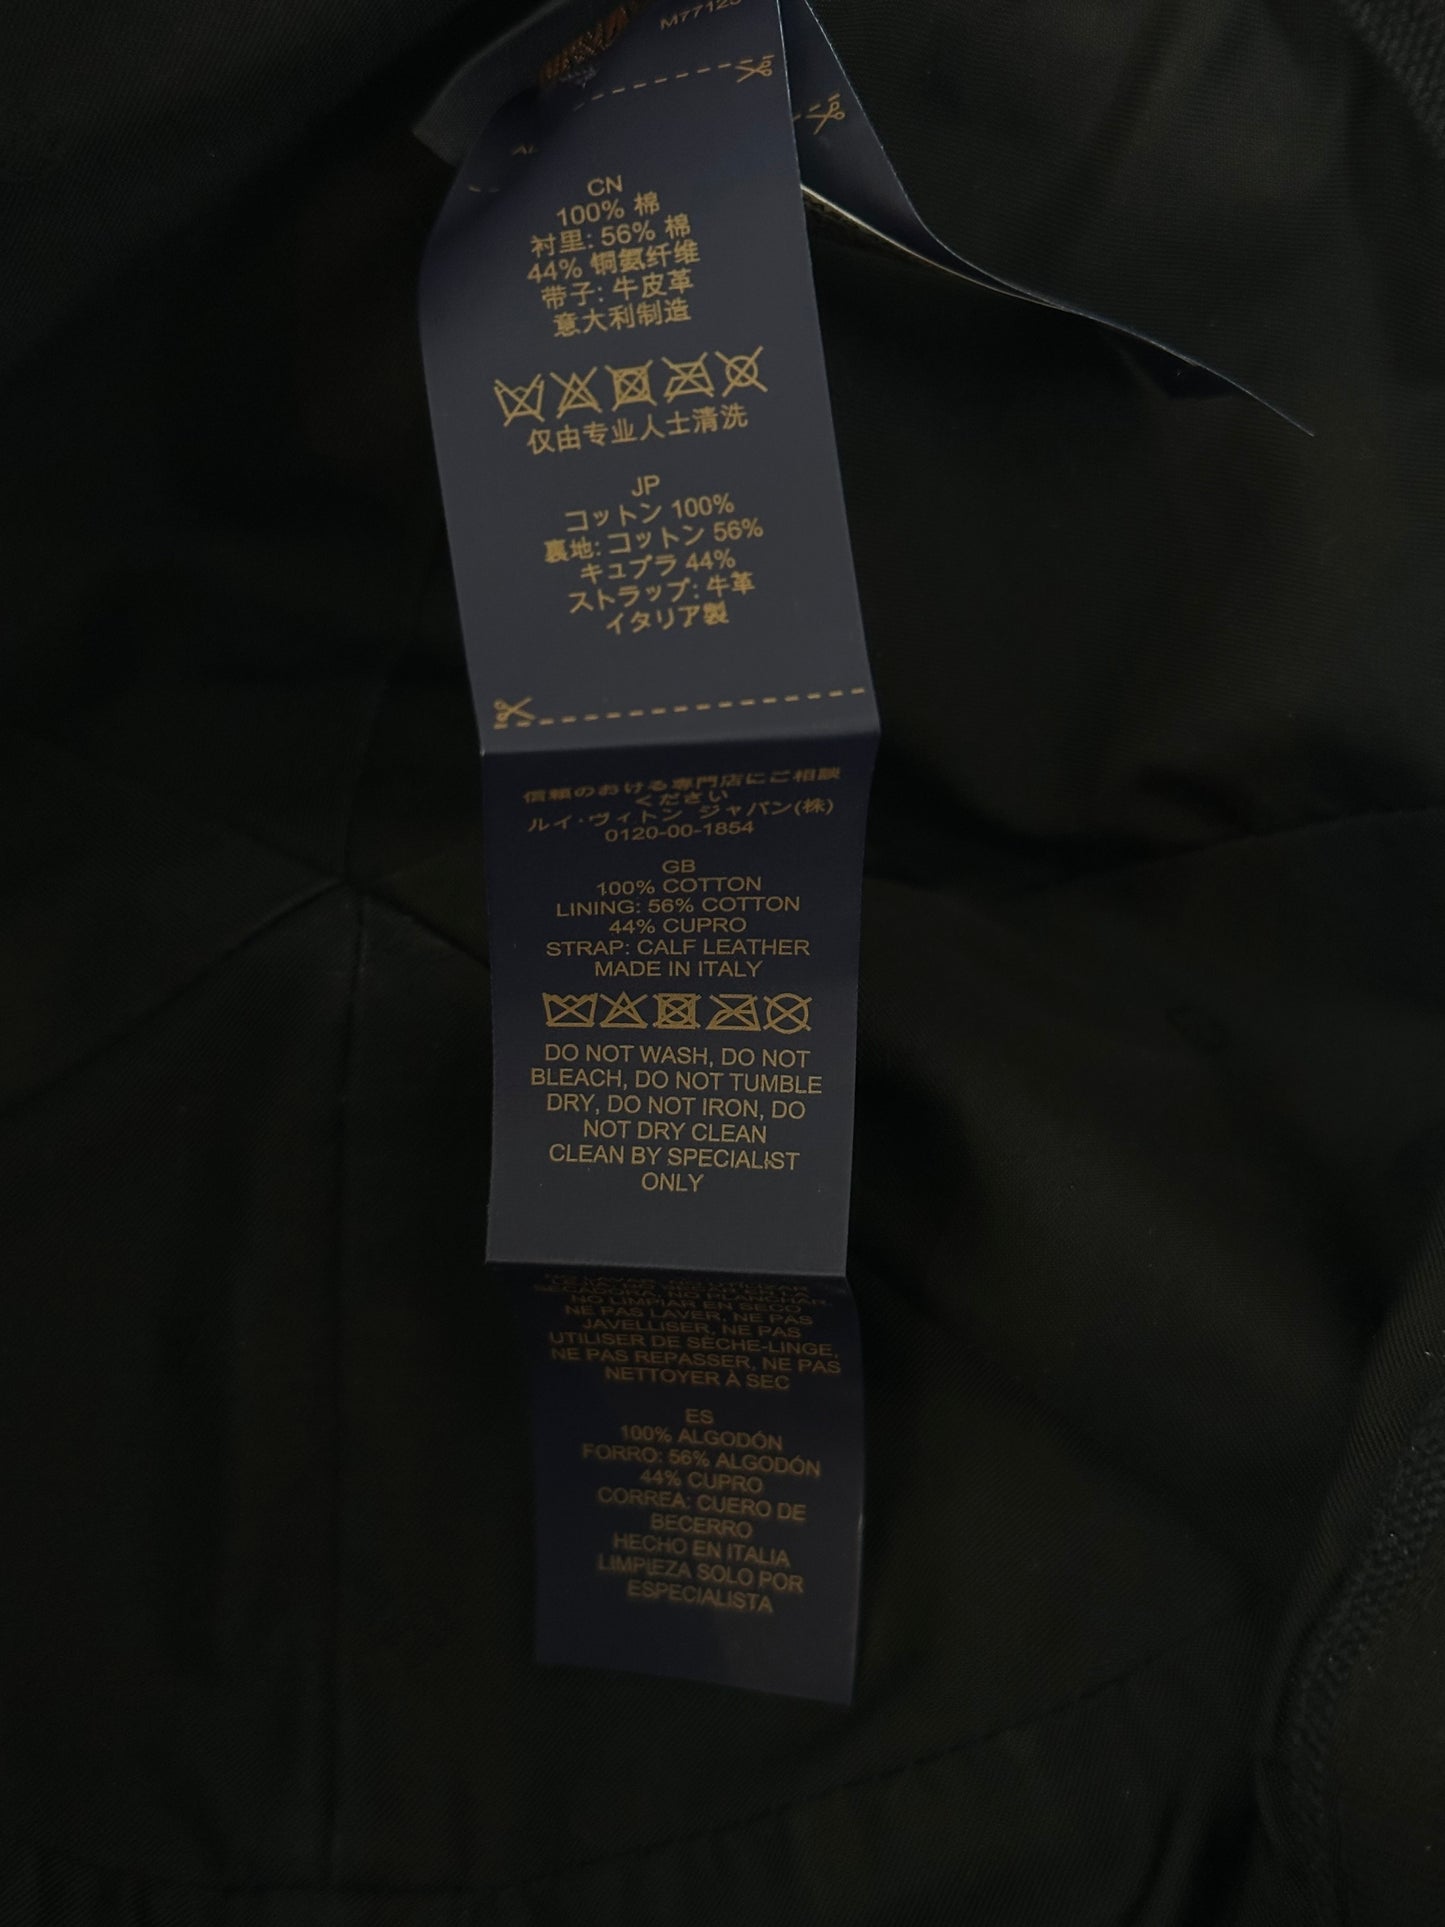 M77125
CN
100% 棉
衬里: 56% 棉
44% 铜氨纤维
带子: 牛皮革
意大利制造
仅由专业人士清洗
JP
コットン 100%
裏地: コットン 56%
キュプラ 44%
ストラップ: 牛革
イタリア製
信頼のおける専門店にご相談
ください
ルイ・ヴィトン ジャパン(株)
0120-00-1854
GB
100% COTTON
LINING: 56% COTTON
44% CUPRO
STRAP: CALF LEATHER
MADE IN ITALY
DO NOT WASH, DO NOT
BLEACH, DO NOT TUMBLE
DRY, DO NOT IRON, DO
NOT DRY CLEAN
CLEAN BY SPECIALIST
ONLY
SECADORA, NO PLANCHAR,
NO LIMPIAR EN SECO
NE PAS LAVER, NE PAS
JAVELLISER, NE PAS
UTILISER DE SÈCHE-LINGE,
NE PAS REPASSER, NE PAS
NETTOYER À SEC
ES
100% ALGODÓN
FORRO: 56% ALGODÓN
44% CUPRO
CORREA: CUERO DE
BECERRO
HECHO EN ITALIA
LIMPIEZA SOLO POR
ESPECIALISTA